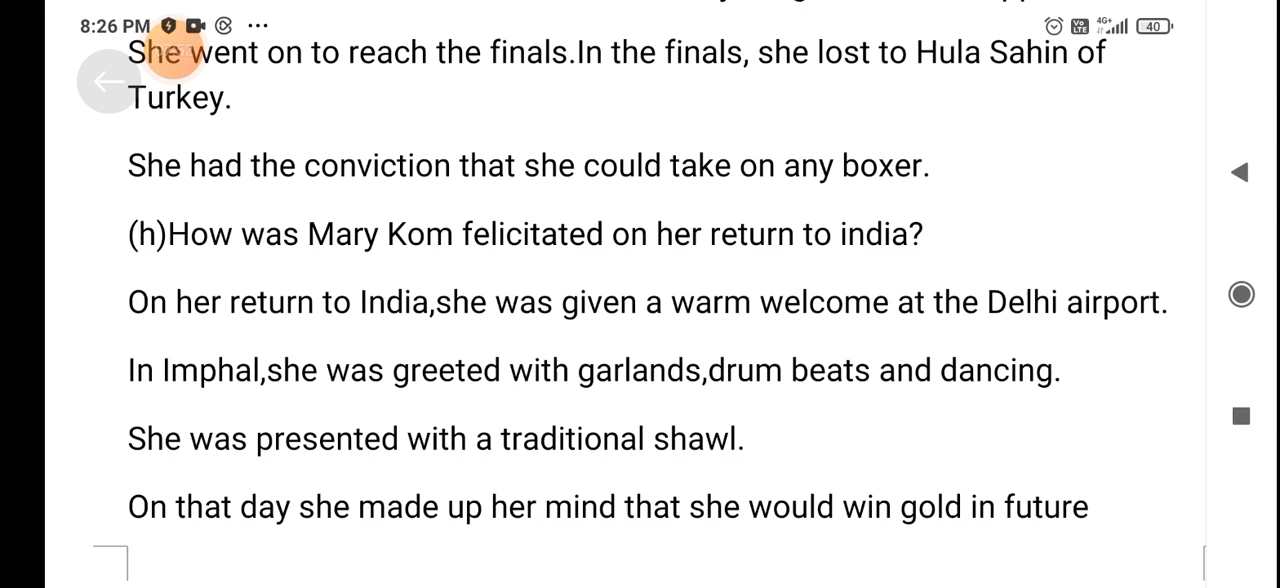 8:26 PM
4G+
Vo LTE
40
She went on to reach the finals.In the finals, she lost to Hula Sahin of
Turkey.
She had the conviction that she could take on any boxer.
(h)How was Mary Kom felicitated on her return to india?
On her return to India,she was given a warm welcome at the Delhi airport.
In Imphal,she was greeted with garlands,drum beats and dancing.
She was presented with a traditional shawl.
On that day she made up her mind that she would win gold in future